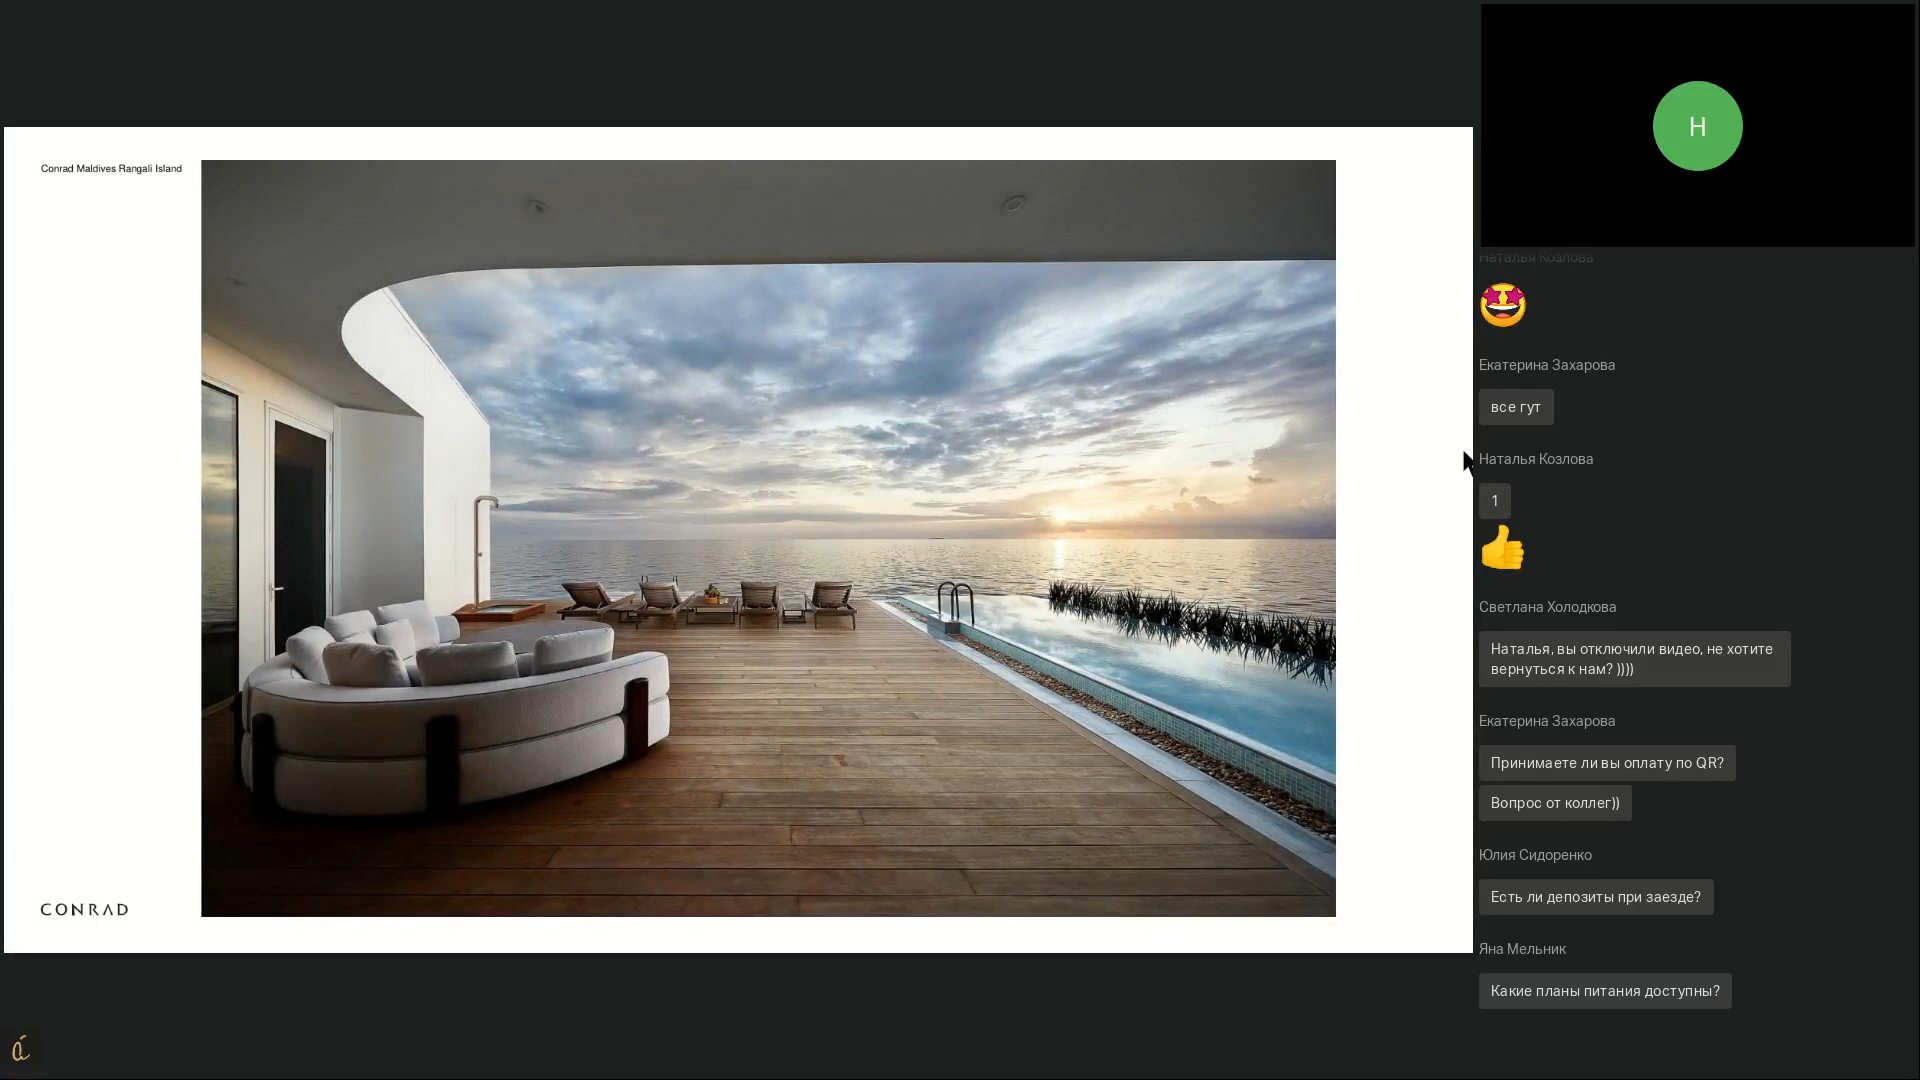 Conrad Maldives Rangali Island
CONRAD
Н
Наталья Козлова
Екатерина Захарова
все гут
Наталья Козлова
1
Светлана Холодкова
Наталья, вы отключили видео, не хотите
вернуться к нам? ))))
Екатерина Захарова
Принимаете ли вы оплату по QR?
Вопрос от коллег))
Юлия Сидоренко
Есть ли депозиты при заезде?
Яна Мельник
Какие планы питания доступны?
á